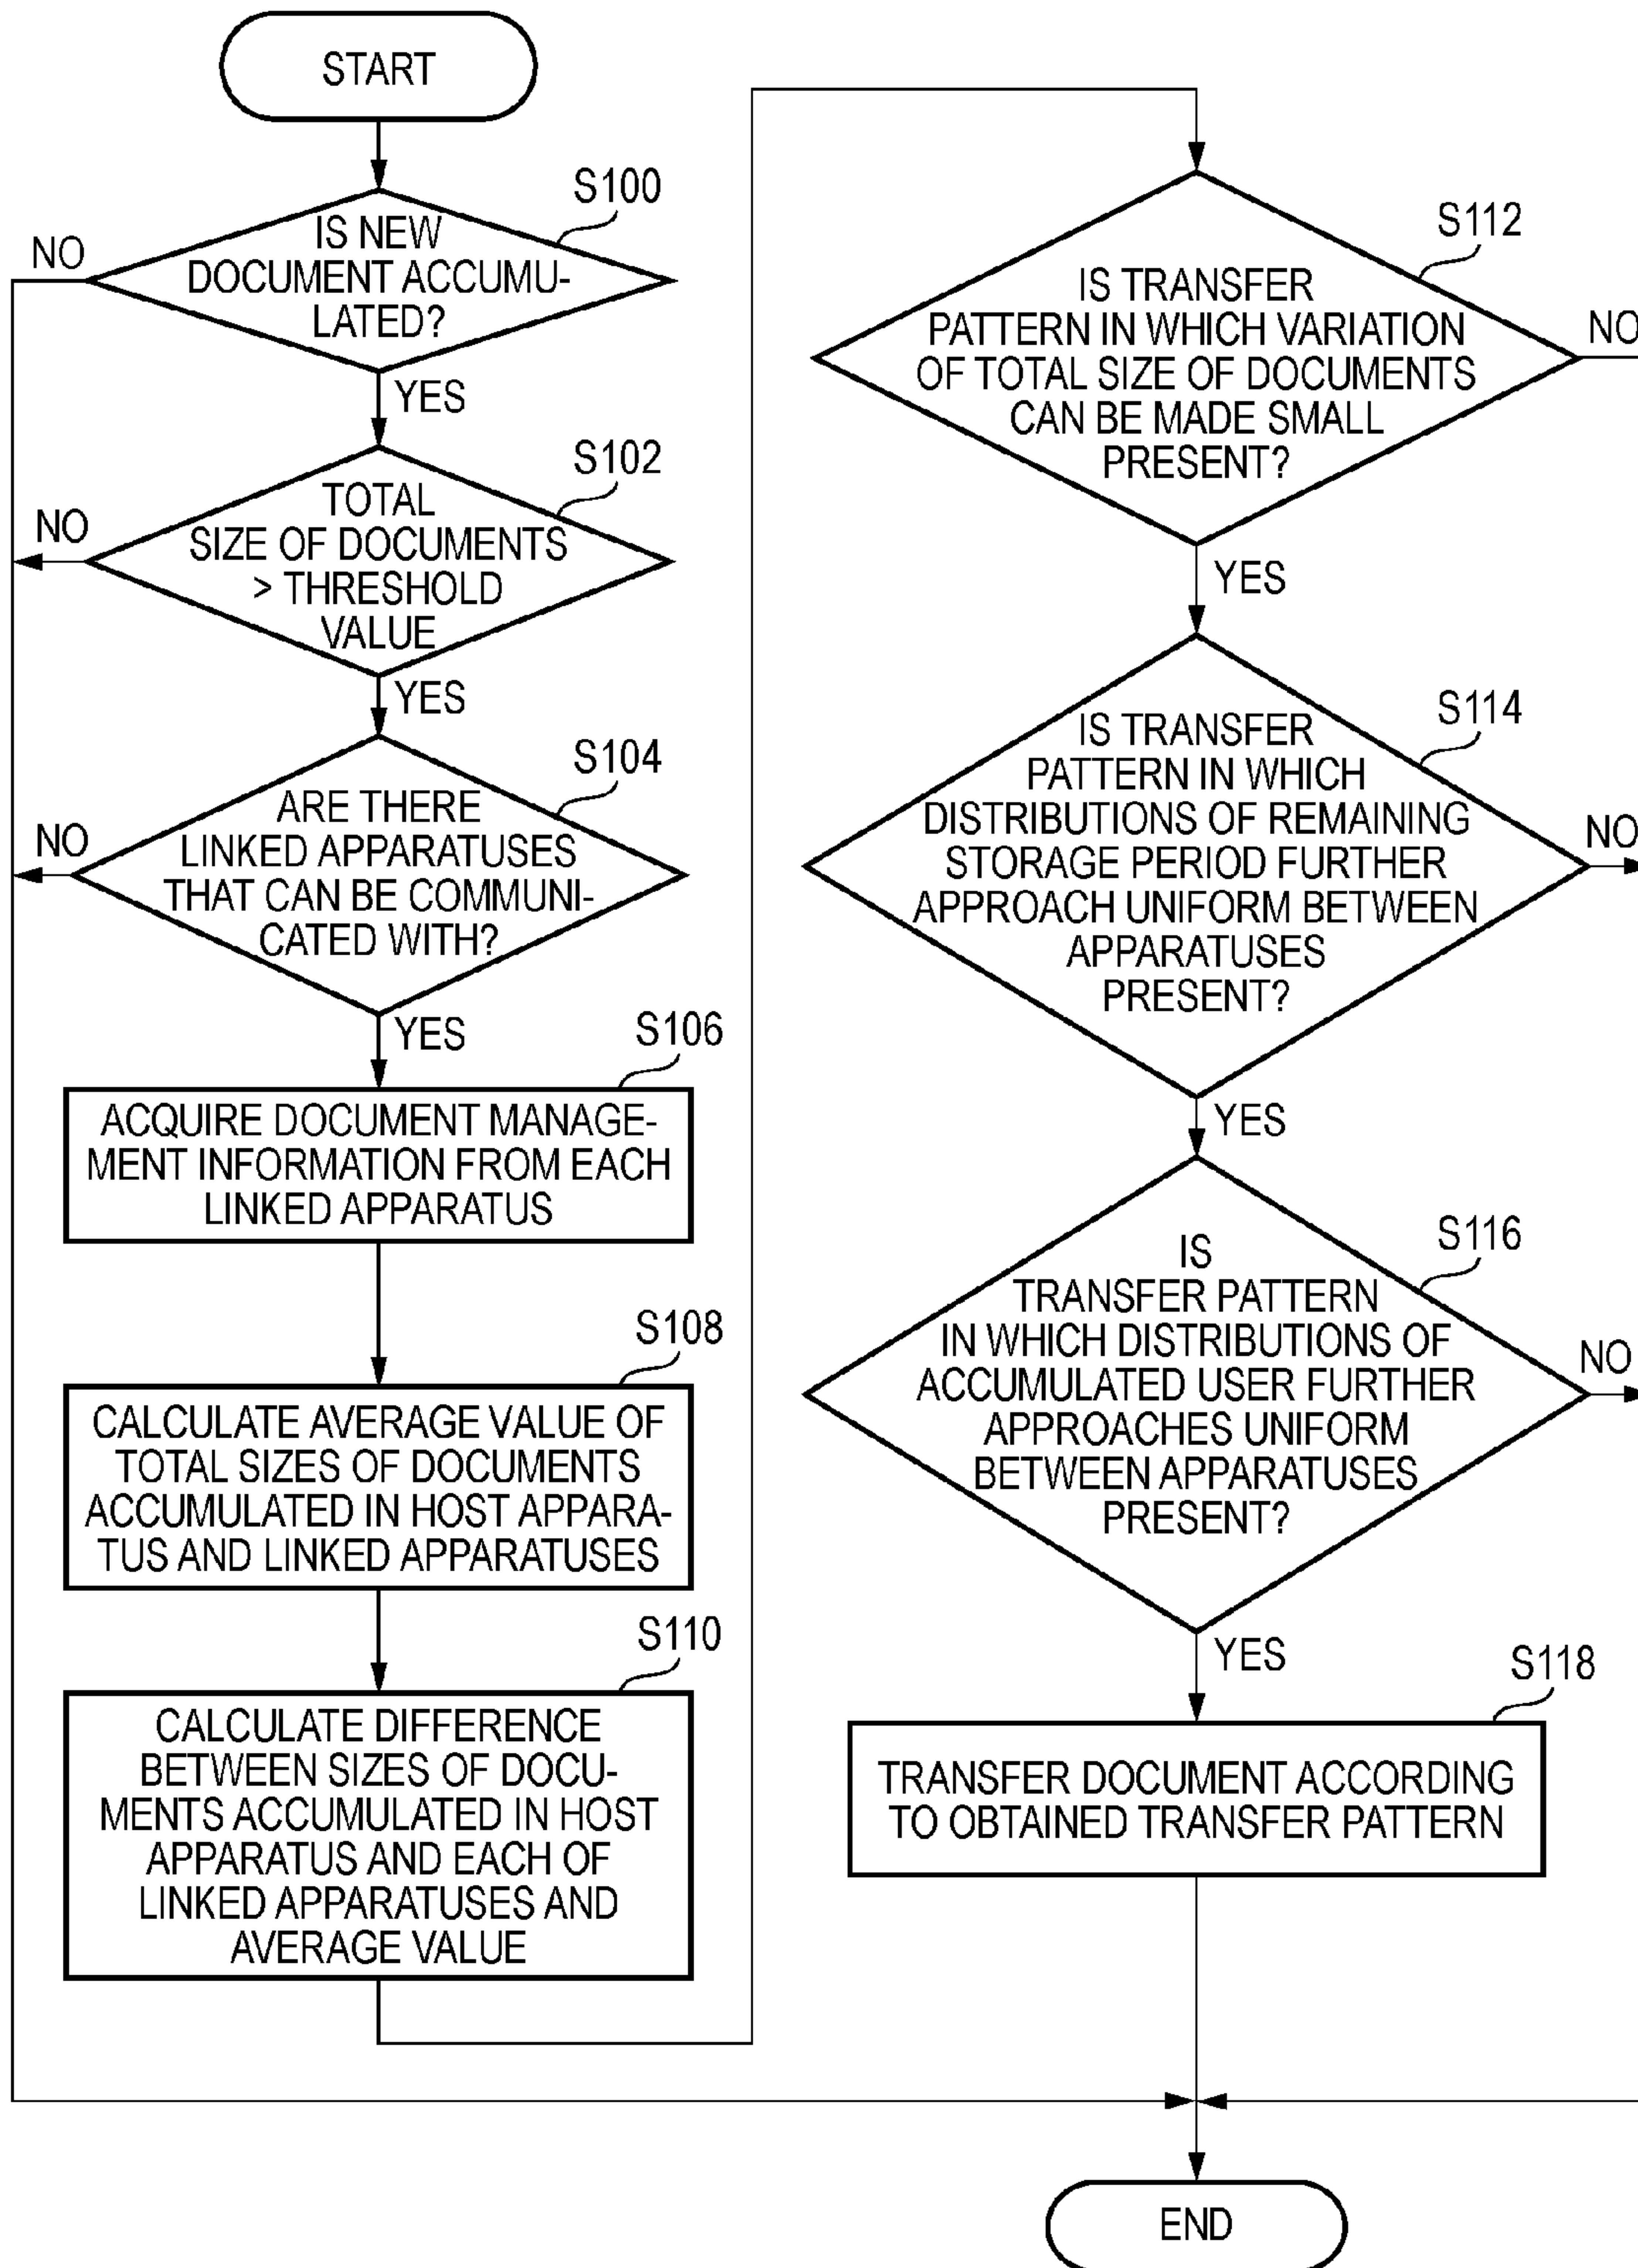 START
S100
IS NEW
DOCUMENT ACCUMU-
LATED?
NO
YES
S102
TOTAL
SIZE OF DOCUMENTS
> THRESHOLD
VALUE
NO
YES
S104
ARE THERE
LINKED APPARATUSES
THAT CAN BE COMMUNI-
CATED WITH?
NO
YES
S106
ACQUIRE DOCUMENT MANAGE-
MENT INFORMATION FROM EACH
LINKED APPARATUS
S108
CALCULATE AVERAGE VALUE OF
TOTAL SIZES OF DOCUMENTS
ACCUMULATED IN HOST APPARA-
TUS AND LINKED APPARATUSES
S110
CALCULATE DIFFERENCE
BETWEEN SIZES OF DOCU-
MENTS ACCUMULATED IN HOST
APPARATUS AND EACH OF
LINKED APPARATUSES AND
AVERAGE VALUE
S112
IS TRANSFER
PATTERN IN WHICH VARIATION
OF TOTAL SIZE OF DOCUMENTS
CAN BE MADE SMALL
PRESENT?
NO
YES
S114
IS TRANSFER
PATTERN IN WHICH
DISTRIBUTIONS OF REMAINING
STORAGE PERIOD FURTHER
APPROACH UNIFORM BETWEEN
APPARATUSES
PRESENT?
NO
YES
S116
IS
TRANSFER PATTERN
IN WHICH DISTRIBUTIONS OF
ACCUMULATED USER FURTHER
APPROACHES UNIFORM
BETWEEN APPARATUSES
PRESENT?
NO
YES
S118
TRANSFER DOCUMENT ACCORDING
TO OBTAINED TRANSFER PATTERN
END